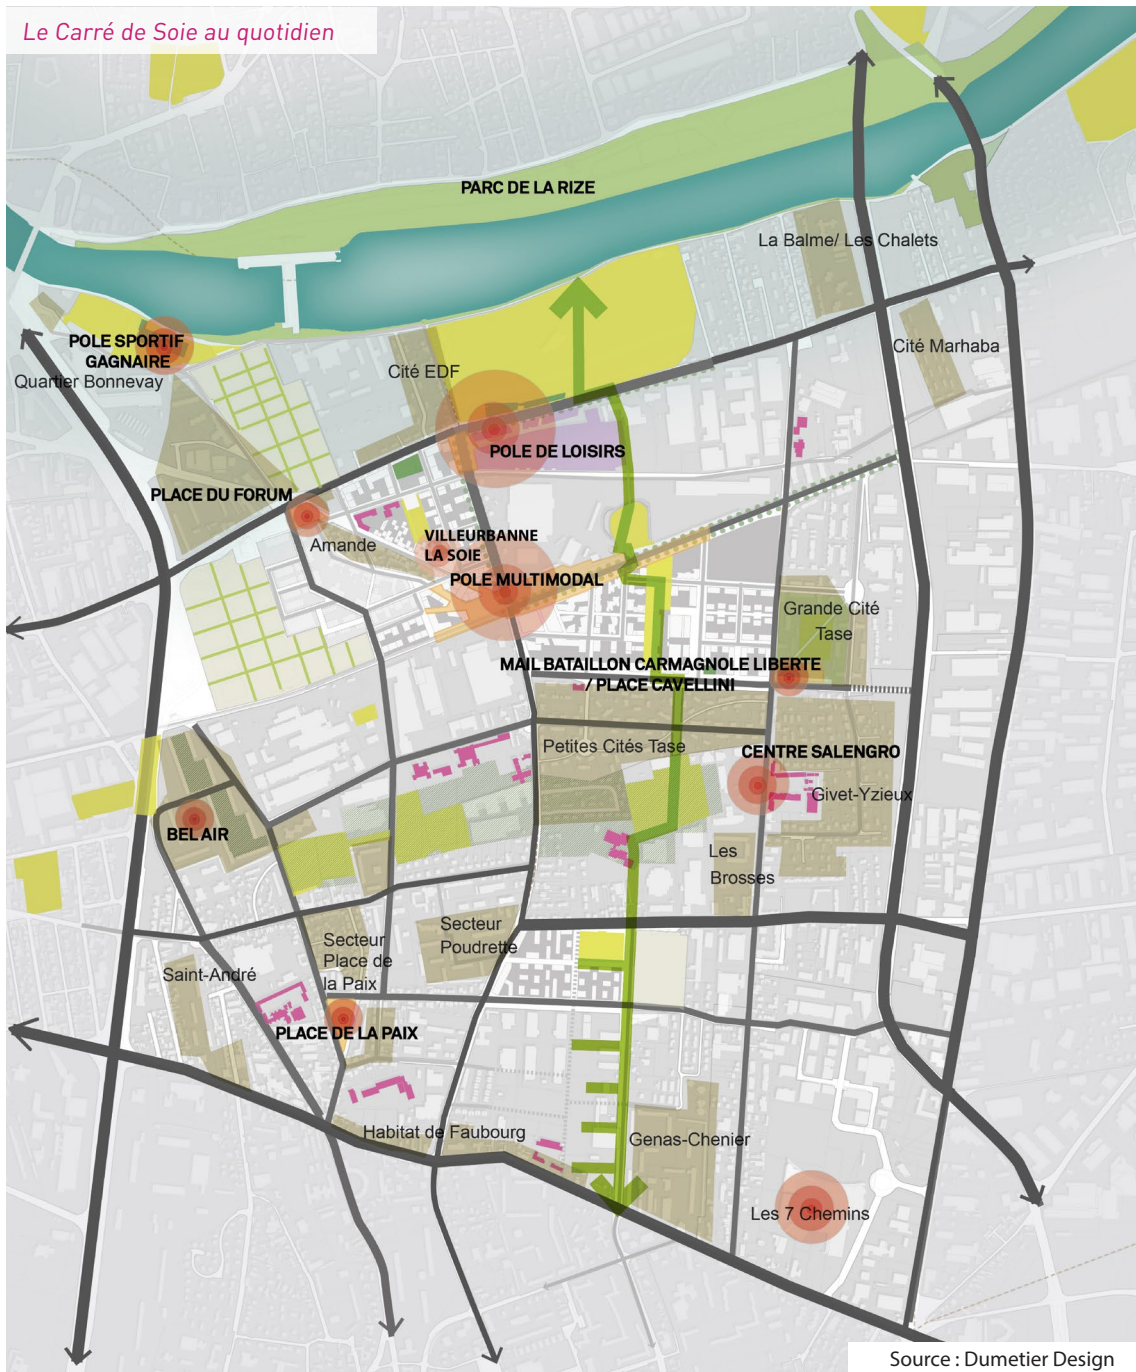 Le Carré de Soie au quotidien
PARC DE LA RIZE
La Balme/ Les Chalets
POLE SPORTIF
GAGNAIRE
Quartier Bonnevay
Cité EDF
Cité Marhaba
POLE DE LOISIRS
PLACE DU FORUM
Amande
VILLEURBANNE
LA SOIE
POLE MULTIMODAL
Grande Cité
Tase
MAIL BATAILLON CARMAGNOLE LIBERTE
/ PLACE CAVELLINI
Petites Cités Tase
CENTRE SALENGRO
Givet-Yzieux
BEL AIR
Les
Brosses
Secteur
Poudrette
Secteur
Place de
la Paix
Saint-André
PLACE DE LA PAIX
Habitat de Faubourg
Genas-Chenier
Les 7 Chemins
Source : Dumetier Design